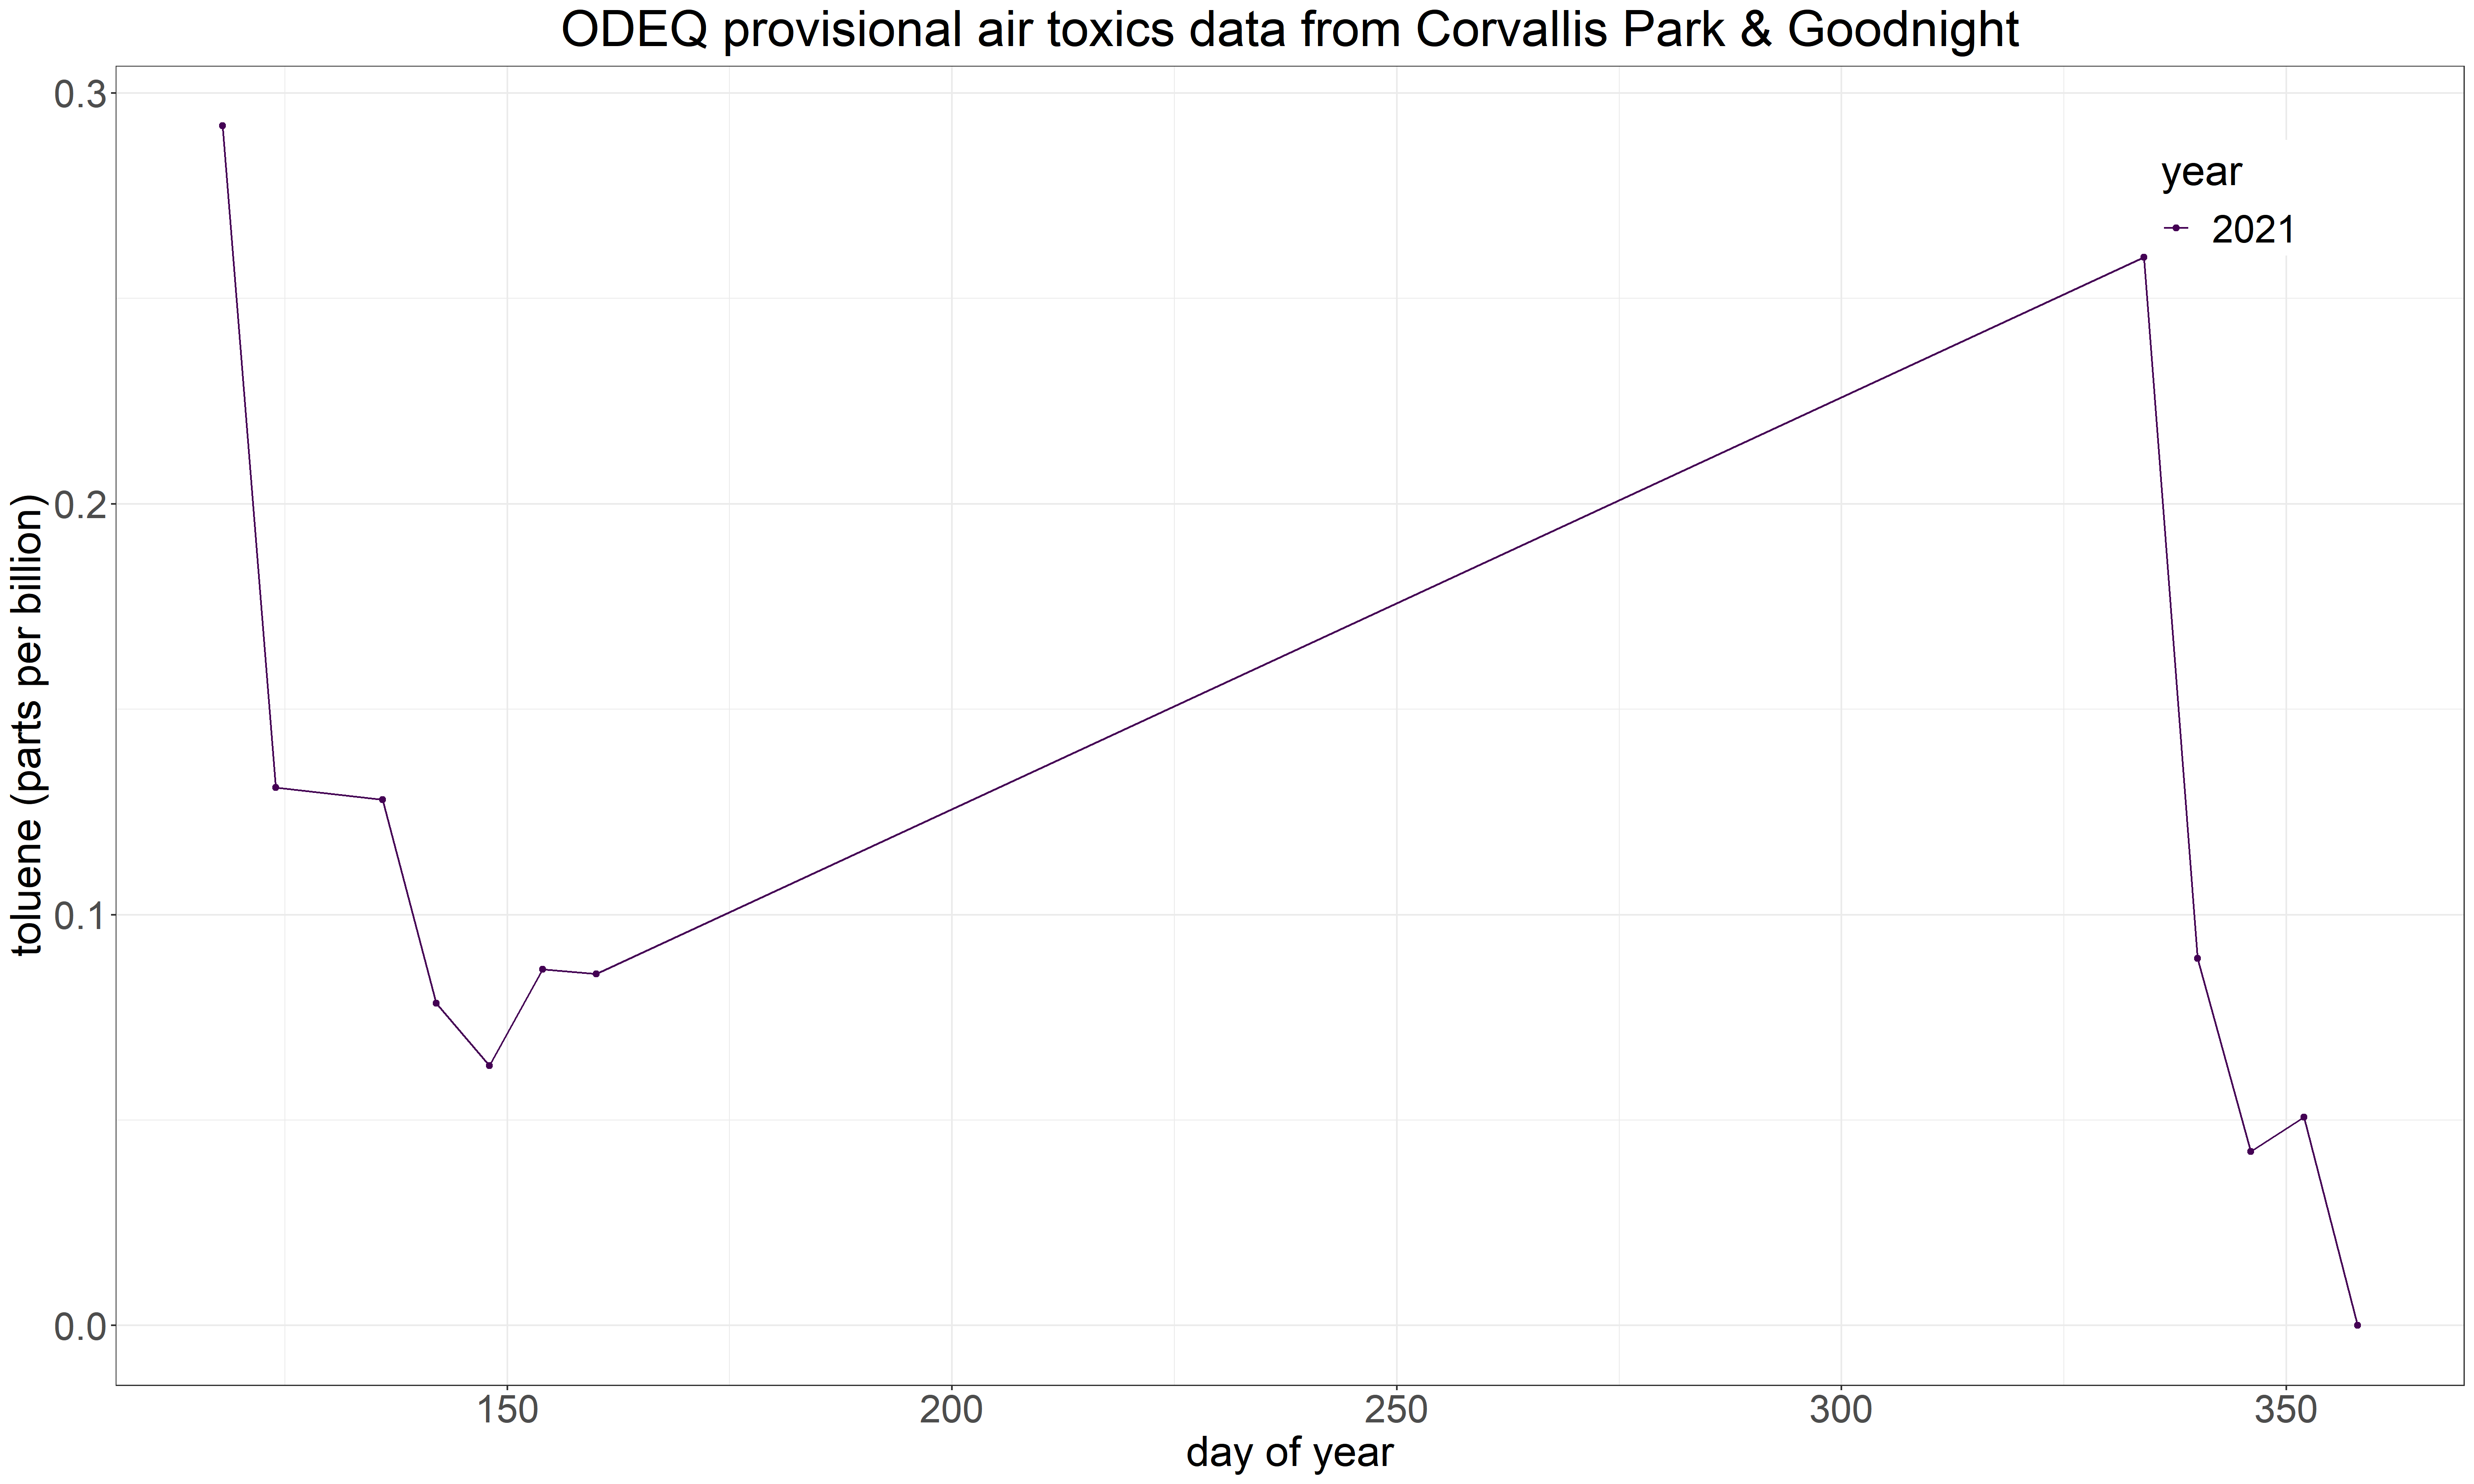 ODEQ provisional air toxics data from Corvallis Park & Goodnight
toluene (parts per billion)
0.3
0.2
0.1
0.0
year
2021
150
200
250
300
350
day of year